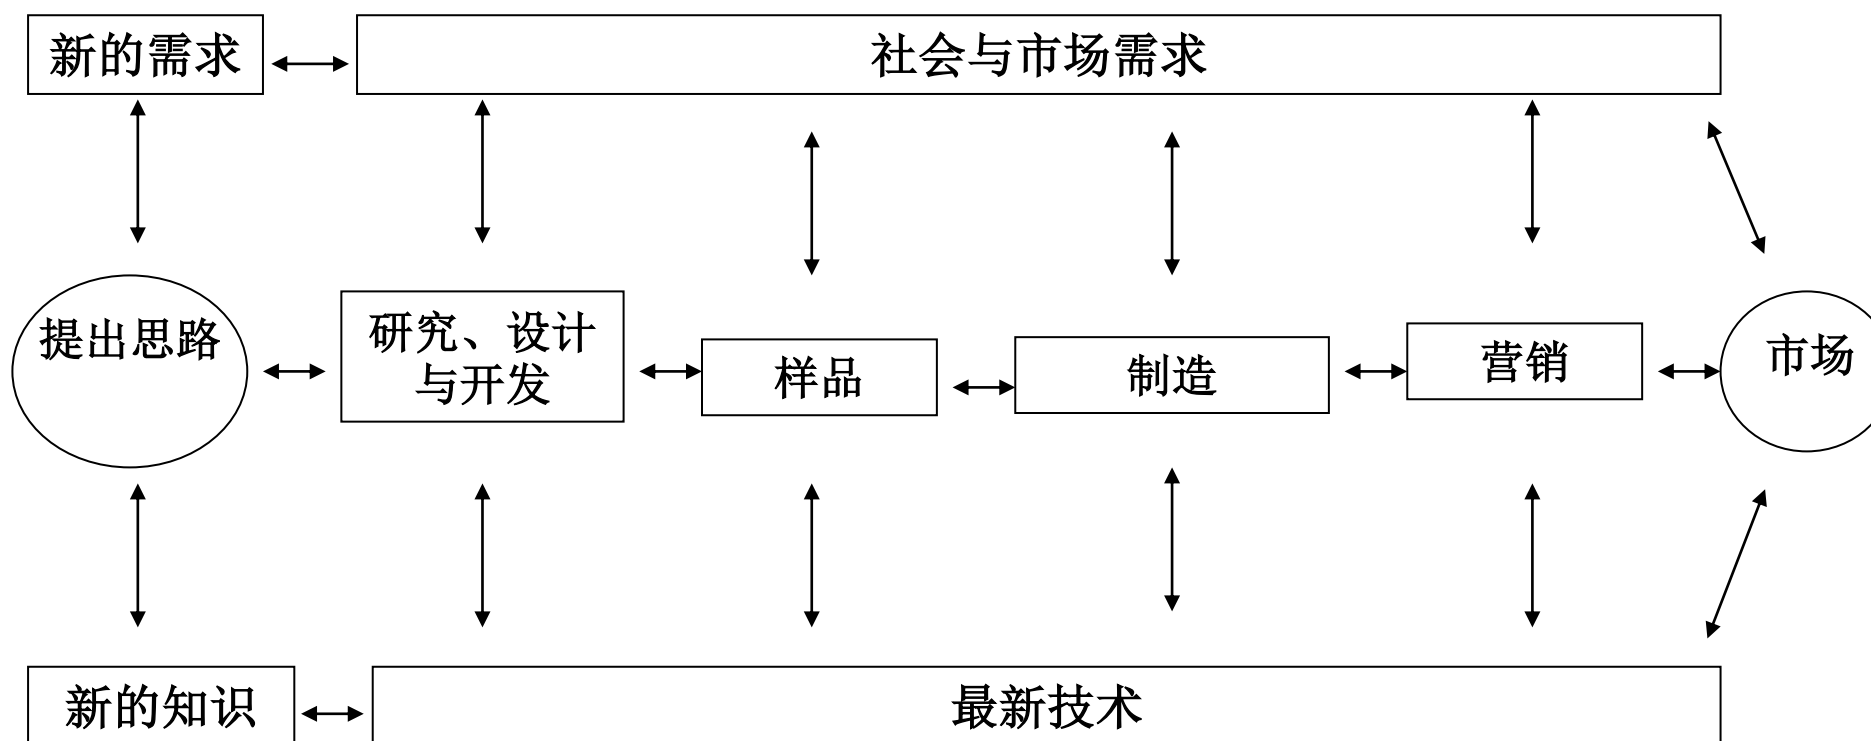 新的需求
社会与市场需求
提出思路
研究、设计
与开发
样品
制造
营销
市场
新的知识
最新技术